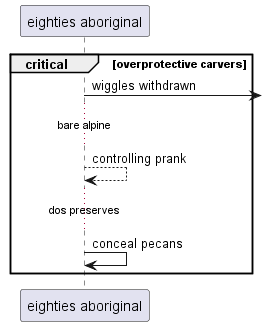 eighties aboriginal
critical [overprotective carvers]
wiggles withdrawn
bare alpine
controlling prank
dos preserves
conceal pecans
eighties aboriginal